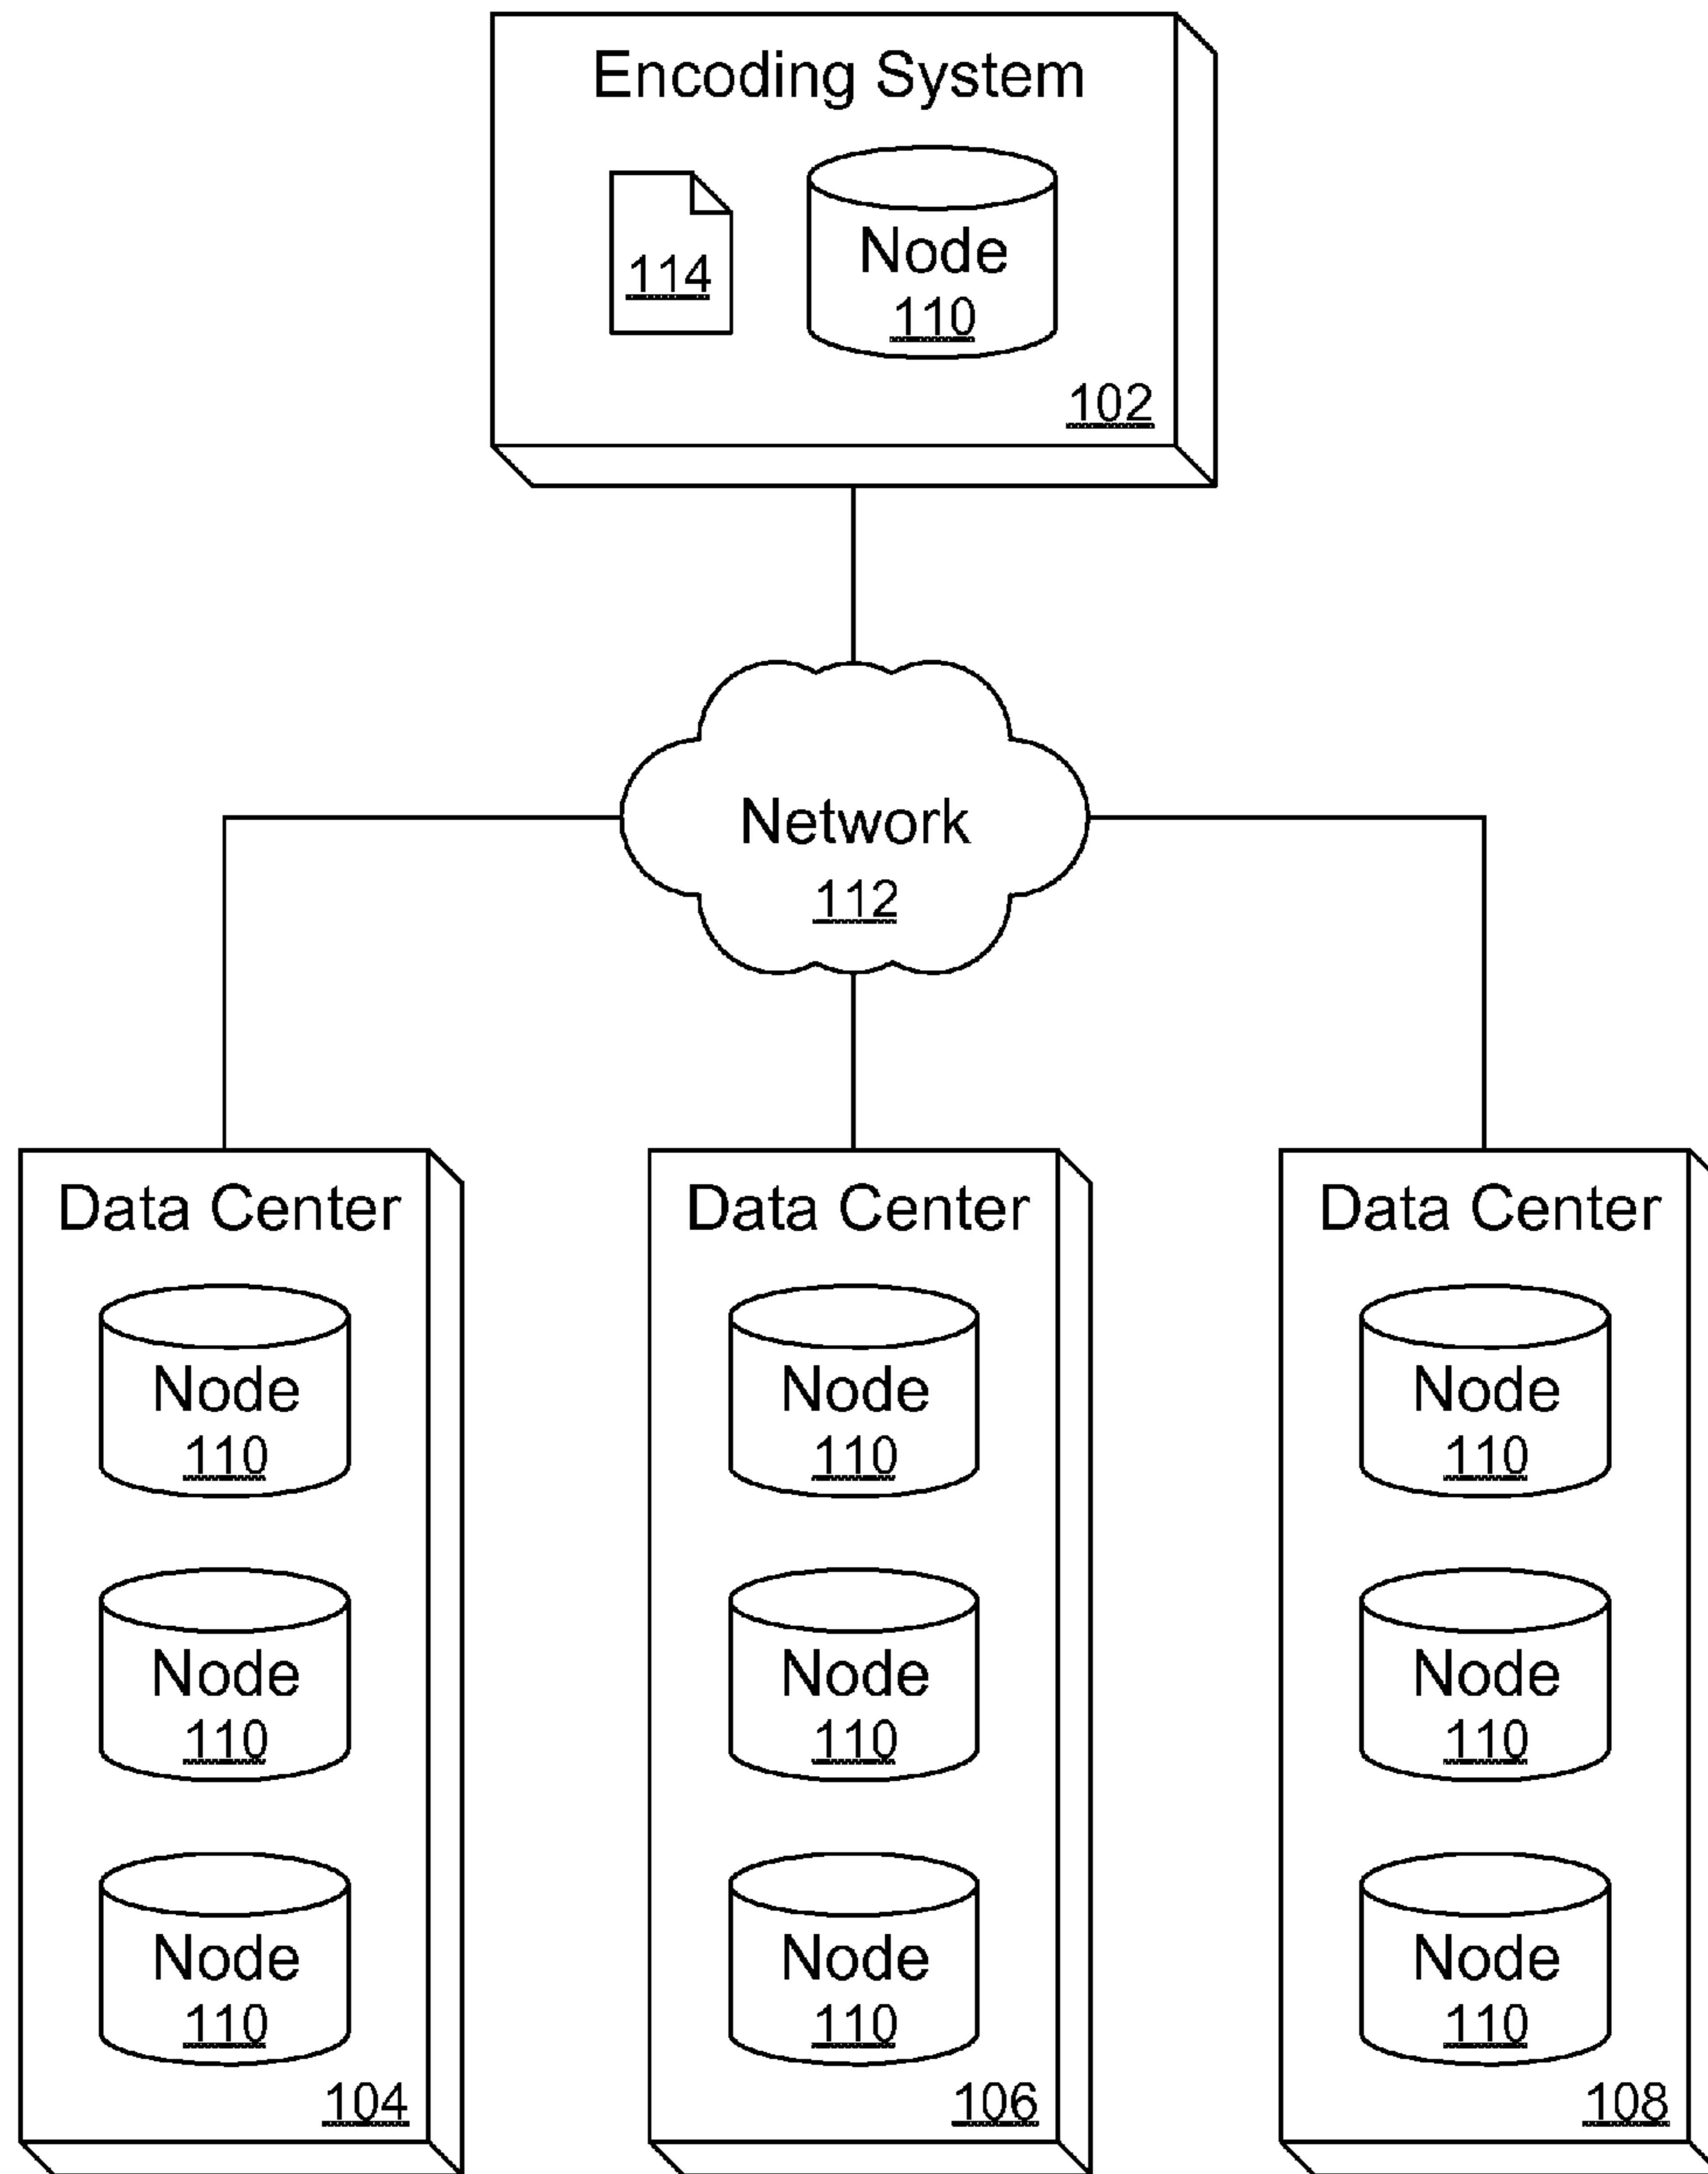 Encoding System
114
Node
110
102
Network
112
Data Center
Node
110
Node
110
Node
110
104
Data Center
Node
110
Node
110
Node
110
106
Data Center
Node
110
Node
110
Node
110
108